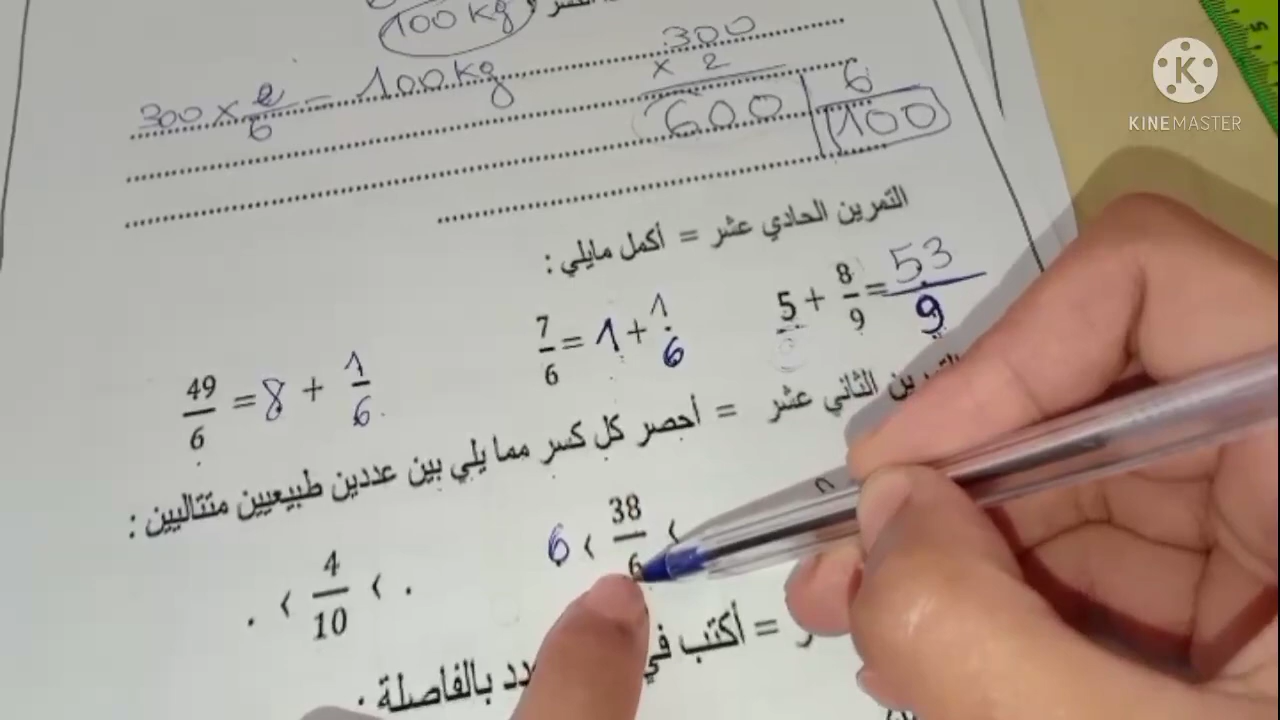 100 kg
300 × 2/6 = 100 kg
300
× 2
600 | 6
100
التمرين الحادي عشر = أكمل مايلي :
5 + 8/9 = 53/9
7/6 = 1 + 1/6
49/6 = 8 + 1/6
الثاني عشر = أحصر كل كسر مما يلي بين عددين طبيعيين متتاليين :
6 ‹ 38/6 ‹
. ‹ 4/10 ‹ .
= أكتب في بالفاصلة .
KINEMASTER